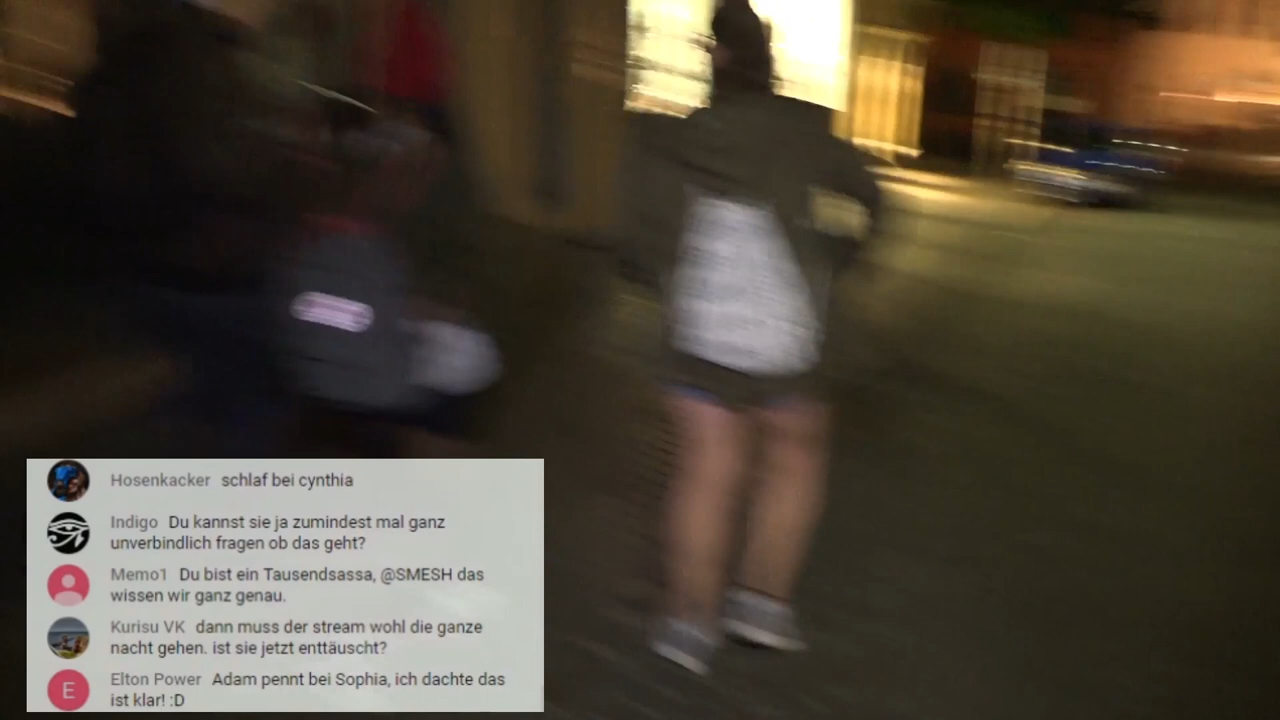 Hosenkacker schlaf bei cynthia
Indigo Du kannst sie ja zumindest mal ganz
unverbindlich fragen ob das geht?
Memo1 Du bist ein Tausendsassa, @SMESH das
wissen wir ganz genau.
Kurisu VK dann muss der stream wohl die ganze
nacht gehen. ist sie jetzt enttäuscht?
E
Elton Power Adam pennt bei Sophia, ich dachte das
ist klar! :D